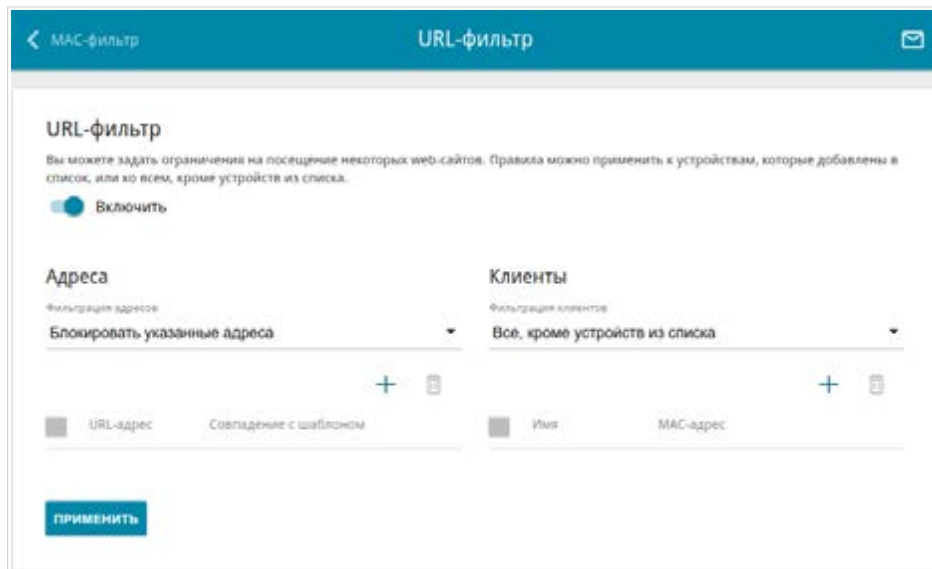 МАС-фильтр
URL-фильтр
URL-фильтр
Вы можете задать ограничения на посещение некоторых web-сайтов. Правила можно применить к устройствам, которые добавлены в
список, или ко всем, кроме устройств из списка.
Включить
Адреса
Фильтрация адресов
Блокировать указанные адреса
URL-адрес Совпадение с шаблоном
Клиенты
Фильтрация клиентов
Все, кроме устройств из списка
Имя МАС-адрес
ПРИМЕНИТЬ